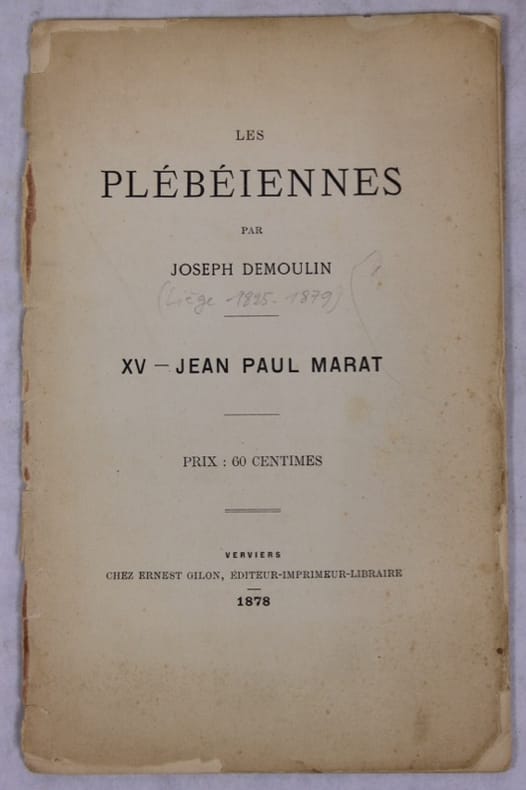 LES
PLÉBÉIENNES
PAR
JOSEPH DEMOULIN
(Liège 1825-1879)
XV — JEAN PAUL MARAT
PRIX : 60 CENTIMES
VERVIERS
CHEZ ERNEST GILON, ÉDITEUR-IMPRIMEUR-LIBRAIRE
1878